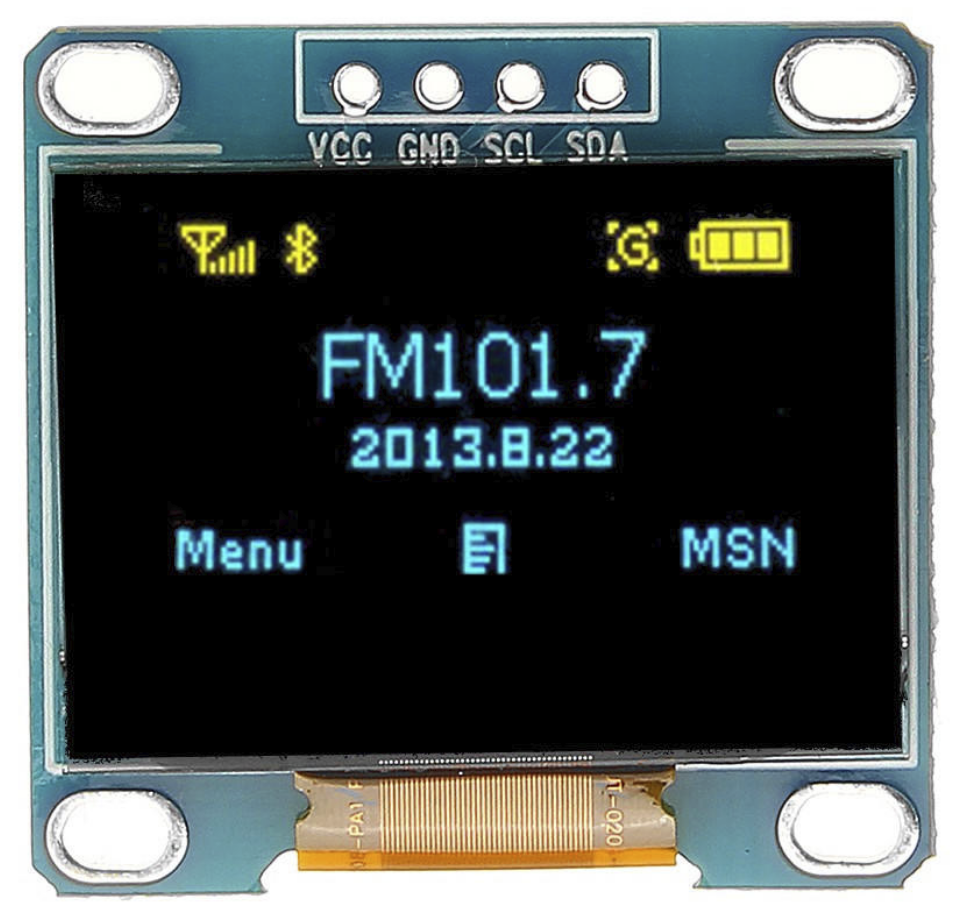 VCC GND SCL SDA
G
FM101.7
2013.8.22
Menu MSN